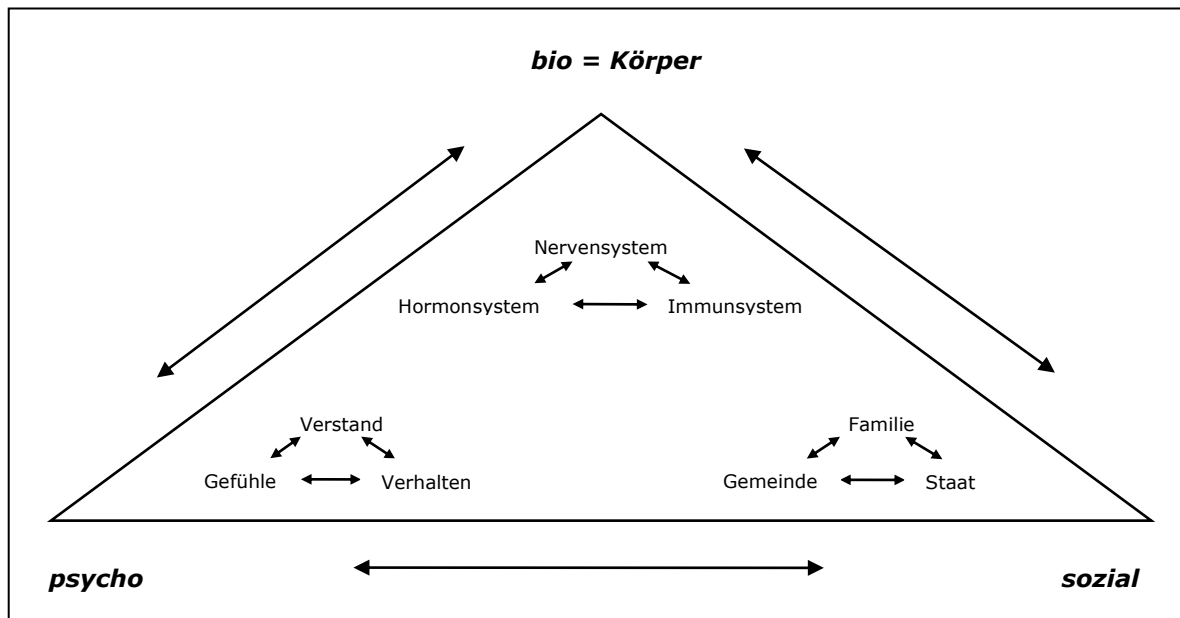 bio = Körper
Nervensystem
Hormonsystem Immunsystem
Verstand Familie
Gefühle Verhalten Gemeinde Staat
psycho sozial